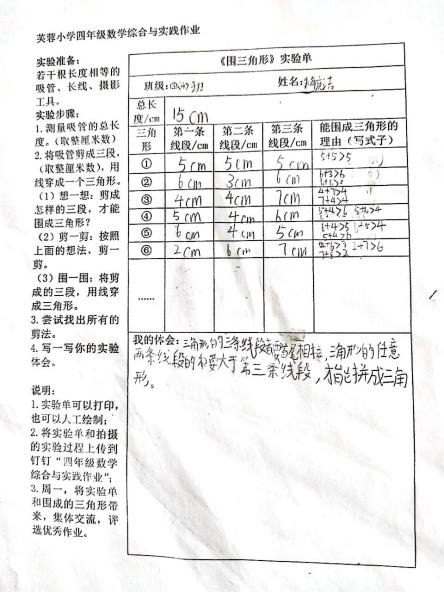 芙蓉小学四年级数学综合与实践作业
实验准备：
若干根长度相等的
吸管、长线、摄影
工具。
实验步骤：
1.测量吸管的总长
度。（取整厘米数）
2.将吸管剪成三段，
（取整厘米数），用
线穿成一个三角形。
（1）想一想：剪成
怎样的三段，才能
围成三角形？
（2）剪一剪：按照
上面的想法，剪一
剪。
（3）围一围：将剪
成的三段，用线穿
成三角形。
3.尝试找出所有的
剪法。
4.写一写你的实验
体会。
说明：
1.实验单可以打印，
也可以人工绘制；
2.将实验单和拍摄
的实验过程上传到
钉钉“四年级数学
综合与实践作业”；
3.周一，将实验单
和围成的三角形带
来，集体交流，评
选优秀作业。
《围三角形》实验单
班级： 姓名：
总长度/cm 15cm
三角形 第一条线段/cm 第二条线段/cm 第三条线段/cm 能围成三角形的理由（写式子）
① 5cm 5cm 5cm 5+5>5
② 6cm 3cm 6cm 6+3>6
③ 4cm 4cm 7cm 4+7>4 7+4>4
④ 5cm 4cm 6cm 5+4>6
⑤ 6cm 4cm 5cm 6+4>5
⑥ 2cm 6cm 7cm 2+7>6
……
我的体会：三角形的三条线段首尾相接，三角形的任意
两条线段的和要大于第三条线段，才能拼成三角
形。